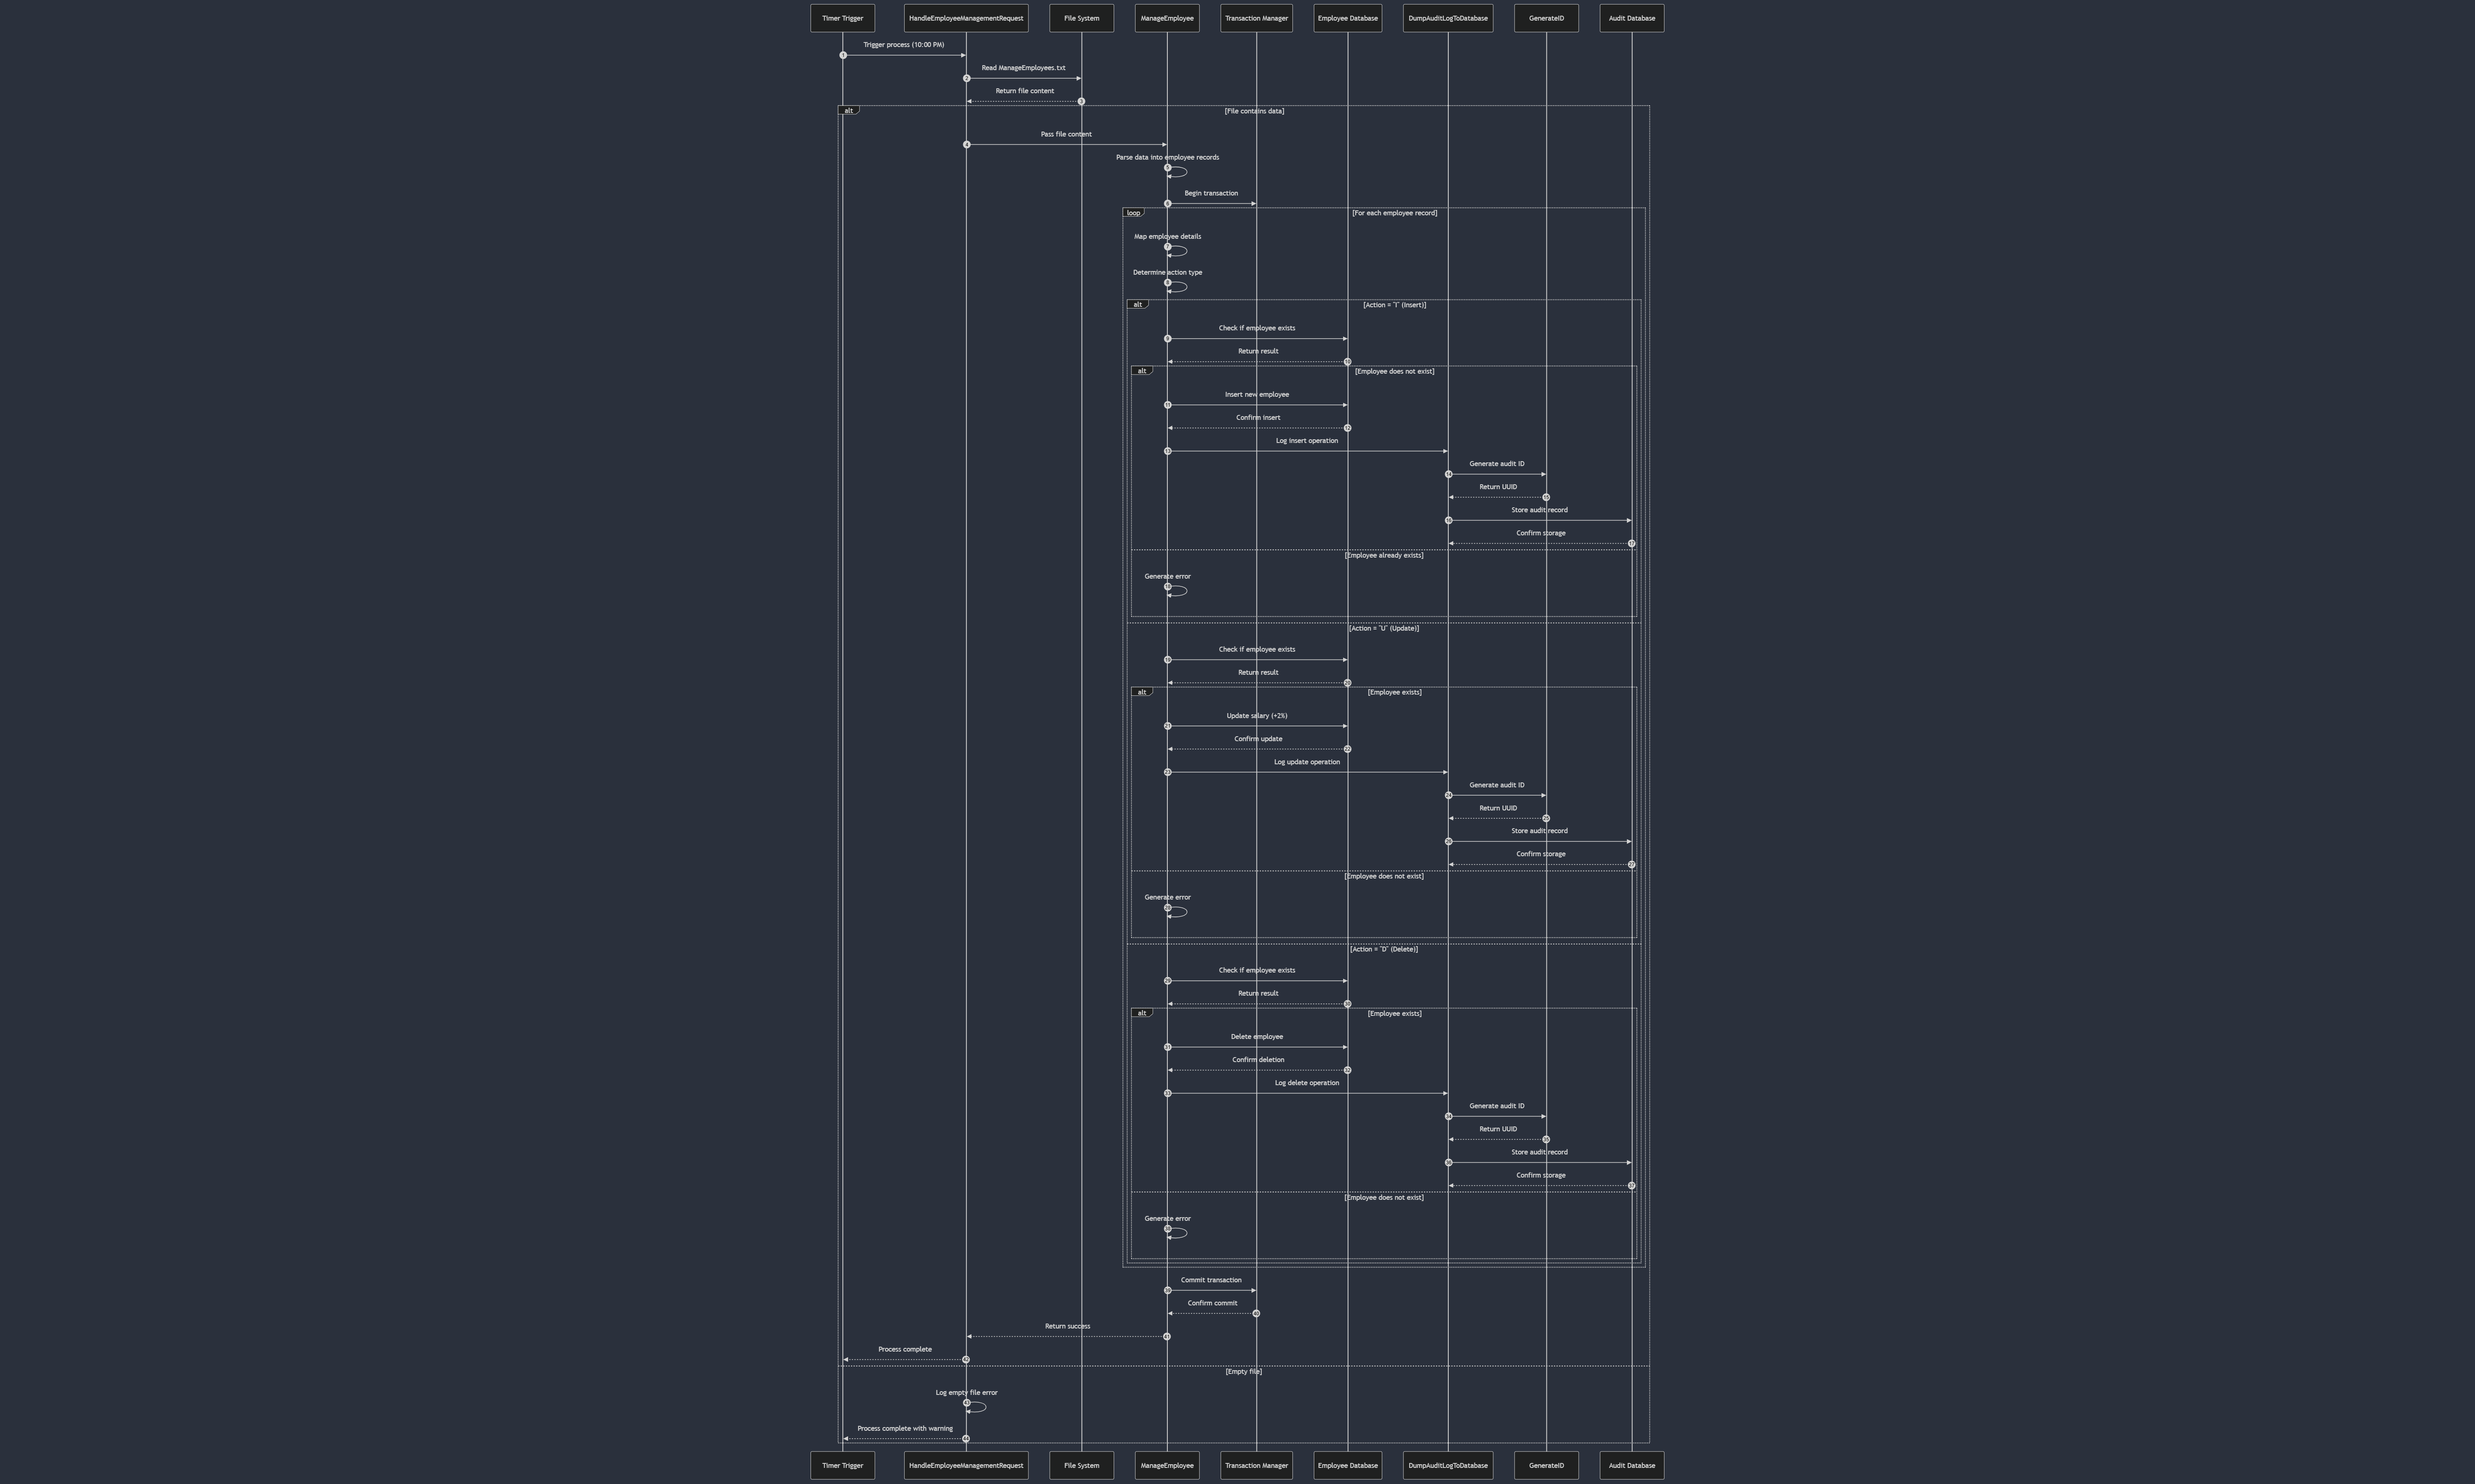 Timer Trigger
HandleEmployeeManagementRequest
File System
ManageEmployee
Transaction Manager
Employee Database
DumpAuditLogToDatabase
GenerateID
Audit Database
Trigger process (10:00 PM)
1
Read ManageEmployees.txt
2
Return file content
3
alt
[File contains data]
Pass file content
4
Parse data into employee records
5
Begin transaction
6
loop
[For each employee record]
Map employee details
7
Determine action type
8
alt
[Action = "I" (Insert)]
Check if employee exists
9
Return result
10
alt
[Employee does not exist]
Insert new employee
11
Confirm insert
12
Log insert operation
13
Generate audit ID
14
Return UUID
15
Store audit record
16
Confirm storage
17
[Employee already exists]
Generate error
18
[Action = "U" (Update)]
Check if employee exists
19
Return result
20
alt
[Employee exists]
Update salary (+2%)
21
Confirm update
22
Log update operation
23
Generate audit ID
24
Return UUID
25
Store audit record
26
Confirm storage
27
[Employee does not exist]
Generate error
28
[Action = "D" (Delete)]
Check if employee exists
29
Return result
30
alt
[Employee exists]
Delete employee
31
Confirm deletion
32
Log delete operation
33
Generate audit ID
34
Return UUID
35
Store audit record
36
Confirm storage
37
[Employee does not exist]
Generate error
38
Commit transaction
39
Confirm commit
40
Return success
41
Process complete
42
[Empty file]
Log empty file error
43
Process complete with warning
44
Timer Trigger
HandleEmployeeManagementRequest
File System
ManageEmployee
Transaction Manager
Employee Database
DumpAuditLogToDatabase
GenerateID
Audit Database